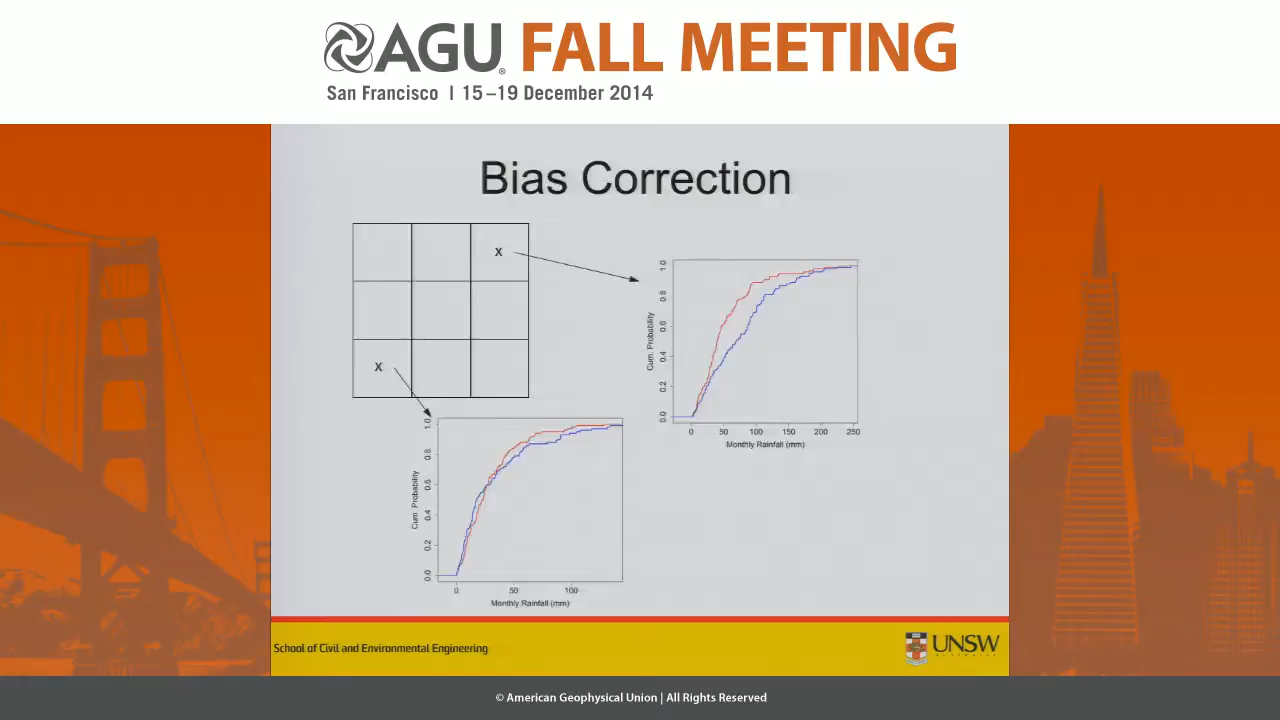 AGU® FALL MEETING
San Francisco | 15–19 December 2014
Bias Correction
X
X
Cum. Probability
0.0 0.2 0.4 0.6 0.8 1.0
0 50 100 150 200 250
Monthly Rainfall (mm)
Cum. Probability
0.0 0.2 0.4 0.6 0.8 1.0
0 50 100
Monthly Rainfall (mm)
School of Civil and Environmental Engineering
UNSW
© American Geophysical Union | All Rights Reserved